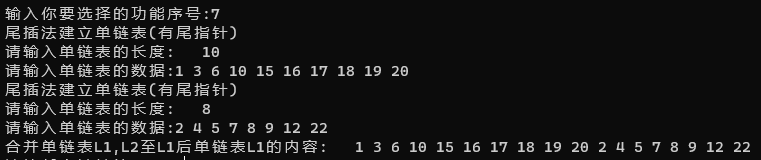 输入你要选择的功能序号:7
尾插法建立单链表(有尾指针)
请输入单链表的长度:   10
请输入单链表的数据:1 3 6 10 15 16 17 18 19 20
尾插法建立单链表(有尾指针)
请输入单链表的长度:   8
请输入单链表的数据:2 4 5 7 8 9 12 22
合并单链表L1,L2至L1后单链表L1的内容:   1 3 6 10 15 16 17 18 19 20 2 4 5 7 8 9 12 22